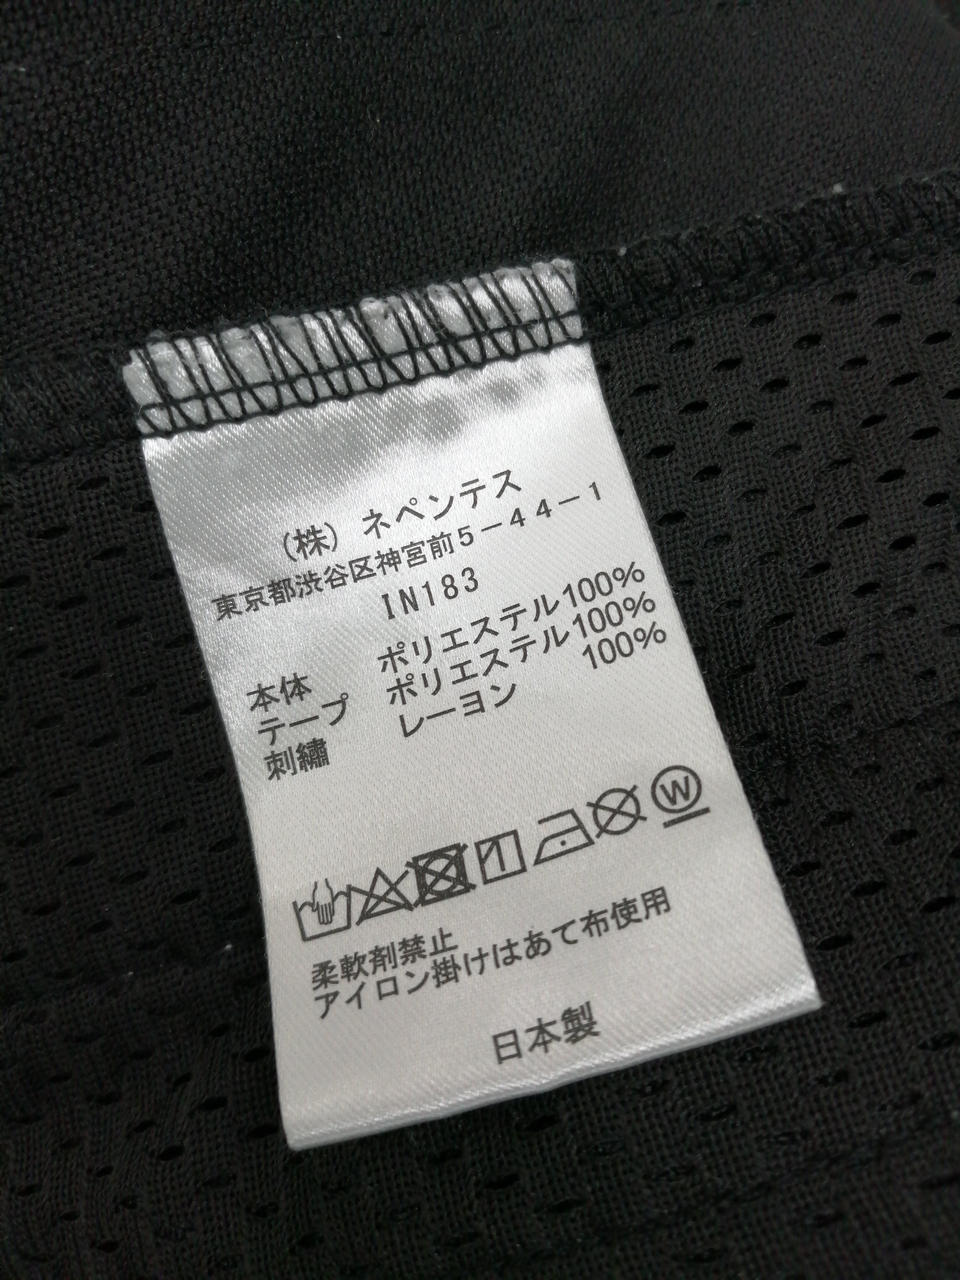 （株）ネペンテス
東京都渋谷区神宮前5－44－1
IN183
本体 ポリエステル100%
テープ ポリエステル100%
刺繍 レーヨン 100%
W
柔軟剤禁止
アイロン掛けはあて布使用
日本製